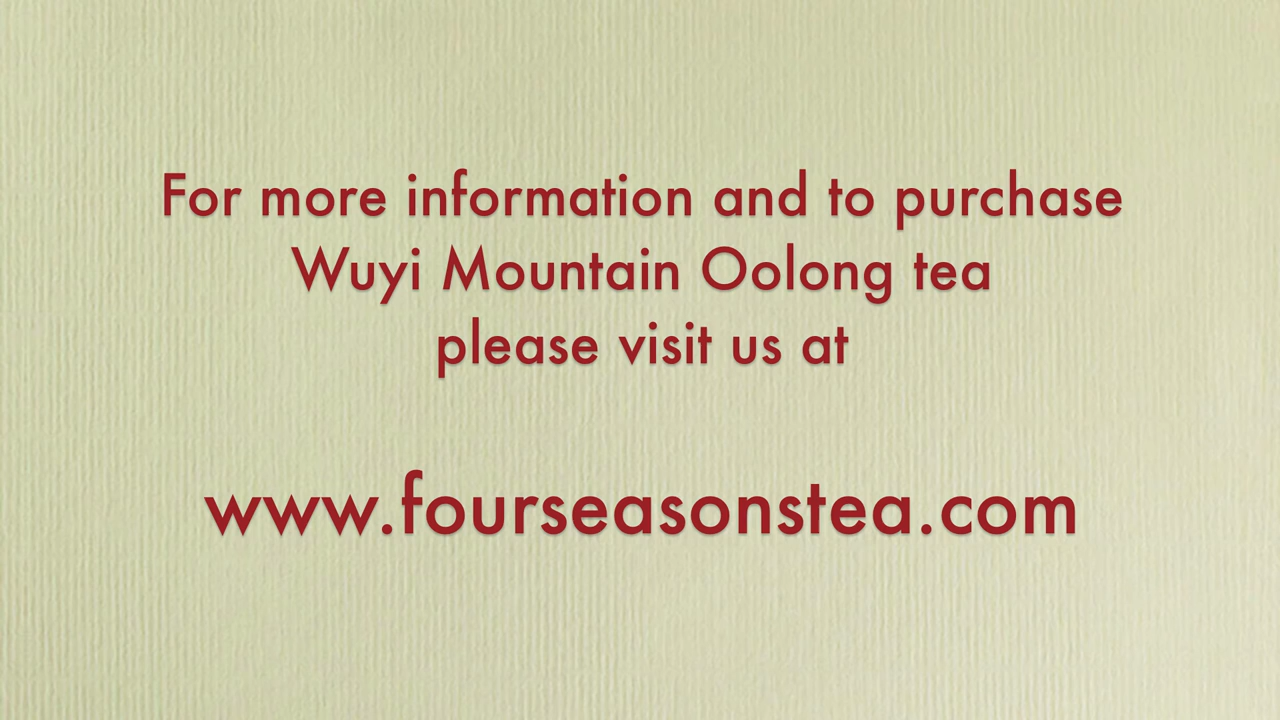 For more information and to purchase
Wuyi Mountain Oolong tea
please visit us at
www.fourseasonstea.com